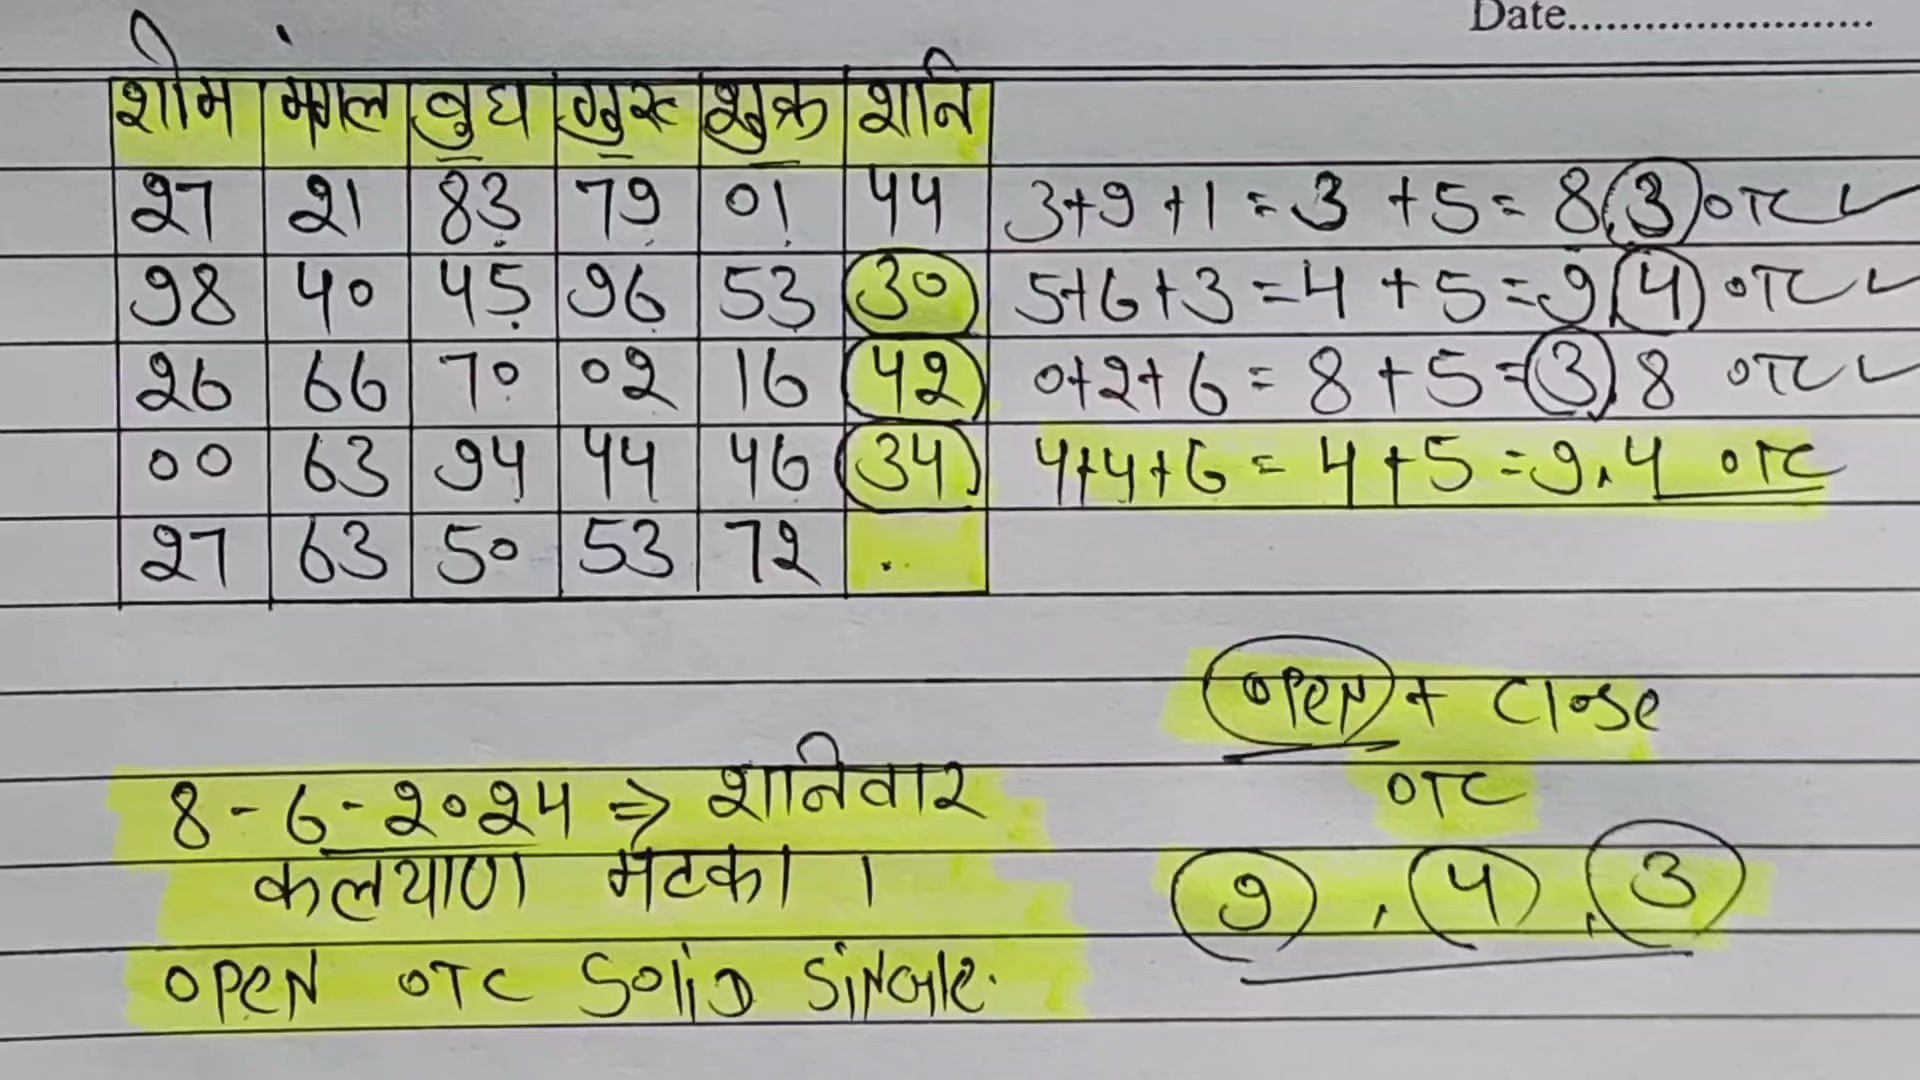 Date........................
शोम मंगल बुध गुरु शुक्र शनि
27 21 83 79 01 44 3+9+1=3+5=8,3 OTC ✓
98 40 45 96 53 30 5+6+3=4+5=9,4 OTC ✓
26 66 70 02 16 42 0+2+6=8+5=3,8 OTC ✓
00 63 94 44 46 34 4+4+6=4+5=9,4 OTC
27 63 50 53 72 .
OPEN + Close
OTC
9, 4, 3
8-6-2024 ⇒ शनिवार
कलयाण मटका ।
OPEN OTC Solid Single.